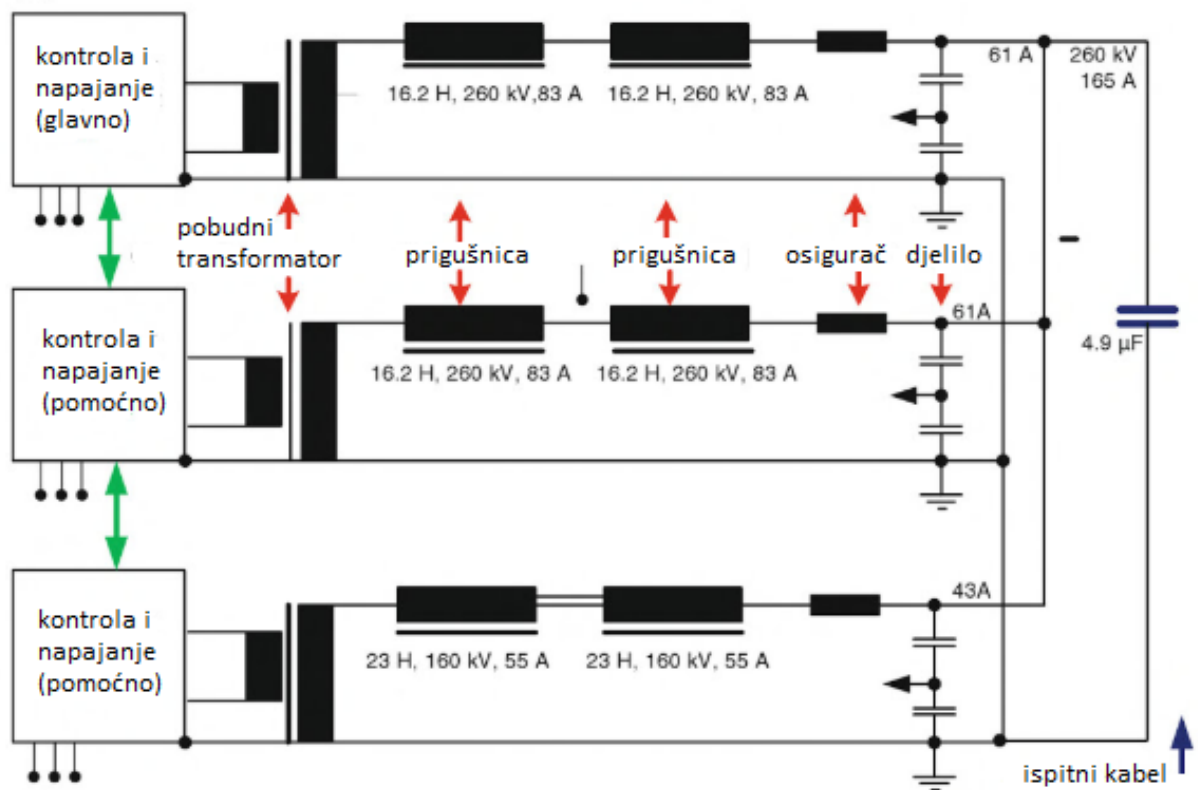 kontrola i
napajanje
(glavno)
16.2 H, 260 kV,83 A
16.2 H, 260 kV, 83 A
61 A
260 kV
165 A
pobudni
transformator
prigušnica
prigušnica
osigurač
djelilo
kontrola i
napajanje
(pomoćno)
16.2 H, 260 kV, 83 A
16.2 H, 260 kV, 83 A
61A
4.9 µF
kontrola i
napajanje
(pomoćno)
23 H, 160 kV, 55 A
23 H, 160 kV, 55 A
43A
ispitni kabel